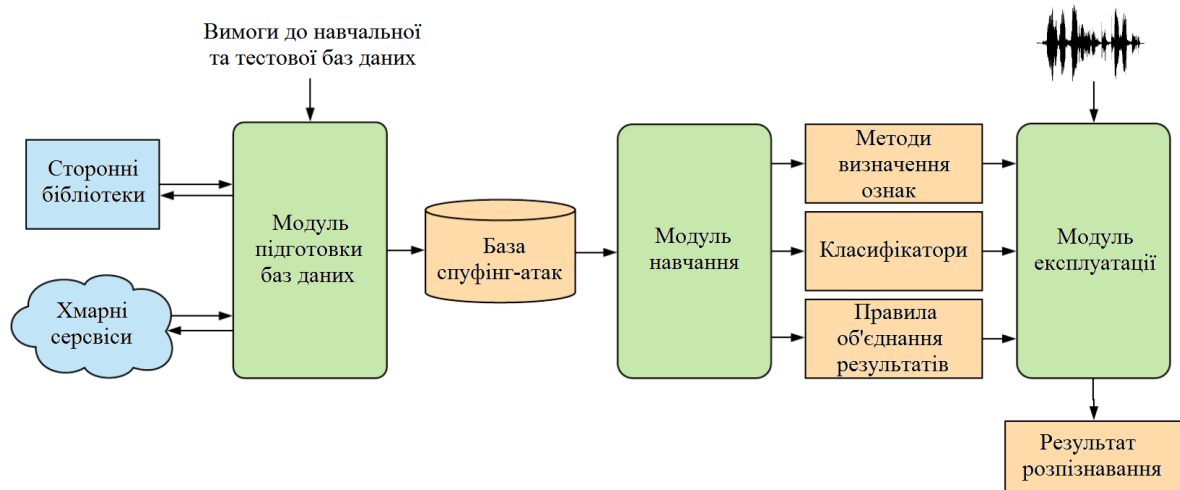 Вимоги до навчальної
та тестової баз даних
Сторонні
бібліотеки
Хмарні
серсвіси
Модуль
підготовки
баз даних
База
спуфінг-атак
Модуль
навчання
Методи
визначення
ознак
Класифікатори
Правила
об'єднання
результатів
Модуль
експлуатації
Результат
розпізнавання